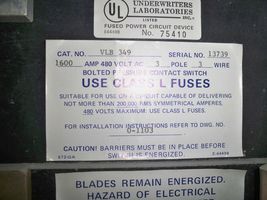 UNDERWRITERS
LABORATORIES
INC.®
LISTED
FUSED POWER CIRCUIT DEVICE
E44498 No. 75410
CAT. NO. VLB 349 SERIAL NO. 13739
1600 AMP 480 VOLT AC 3 POLE 3 WIRE
BOLTED PRESSURE CONTACT SWITCH
USE CLASS L FUSES
SUITABLE FOR USE ON A CIRCUIT CAPABLE OF DELIVERING
NOT MORE THAN 200,000 RMS SYMMETRICAL AMPERES,
480 VOLTS MAXIMUM: USE CLASS L FUSES.
FOR INSTALLATION INSTRUCTIONS REFER TO DWG. NO.
0-1103
CAUTION! BARRIERS MUST BE IN PLACE BEFORE
SWITCH IS ENERGIZED.
E-44498
BLADES REMAIN ENERGIZED.
HAZARD OF ELECTRICAL